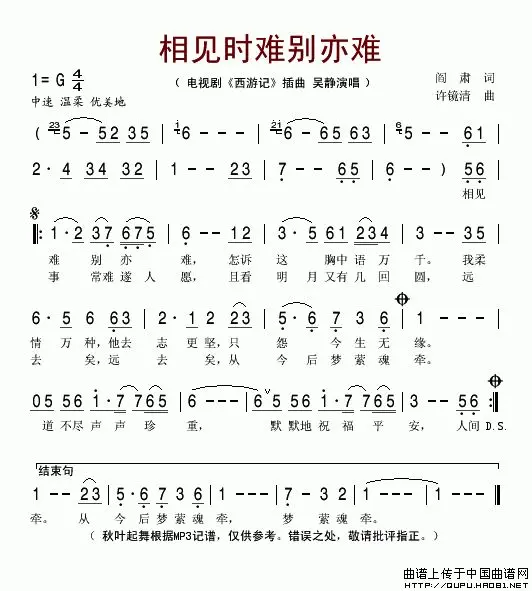 相见时难别亦难
1=G 4/4
（ 电视剧《西游记》插曲 吴静演唱 ）
阎 肃 词
中速 温柔 优美地
许镜清 曲
( 5 - 52 35 | 6 - - - | 6 - 65 63 | 5 - - 61 |
2· 4 34 32 | 1 - - 23 | 7 - - 65 | 6 - - ) 56 |
相见
1· 2 37 675 | 6 - - 12 | 3· 5 61 234 | 3 - - 35 |
难 别 亦 难， 怎诉 这 胸中 语 万 千。 我柔
事 常难 遂 人 愿， 且看 明 月 又有 几 回 圆， 远
6· 5 6 63 | 2· 12 2 | 3 - 0 6 5 | 6 7 3 6 | 1 - - - |
情 万 种，他去 志 更坚，只 怨 今 生 无 缘。
去 矣，远 去 矣，从 今 后 梦 萦 魂 牵。
05 56 1·7 765 | 6 - - - | 6 5 56 1·7 765 | 3 - - 56 :|
道 不尽 声 声 珍 重， 默 默地 祝 福 平 安， 人间 D.S.
结束句
1 - - 23 | 5· 6 7 6 | 5 - - - | 7 - 3 2 | 1 - - - | 1 - - - |
牵。 从 今 后 梦 萦 魂 牵， 梦 萦 魂 牵。
（ 秋叶起舞根据MP3记谱，仅供参考。错误之处，敬请批评指正。）
曲谱上传于中国曲谱网
http://QUPU.HAO81.NET